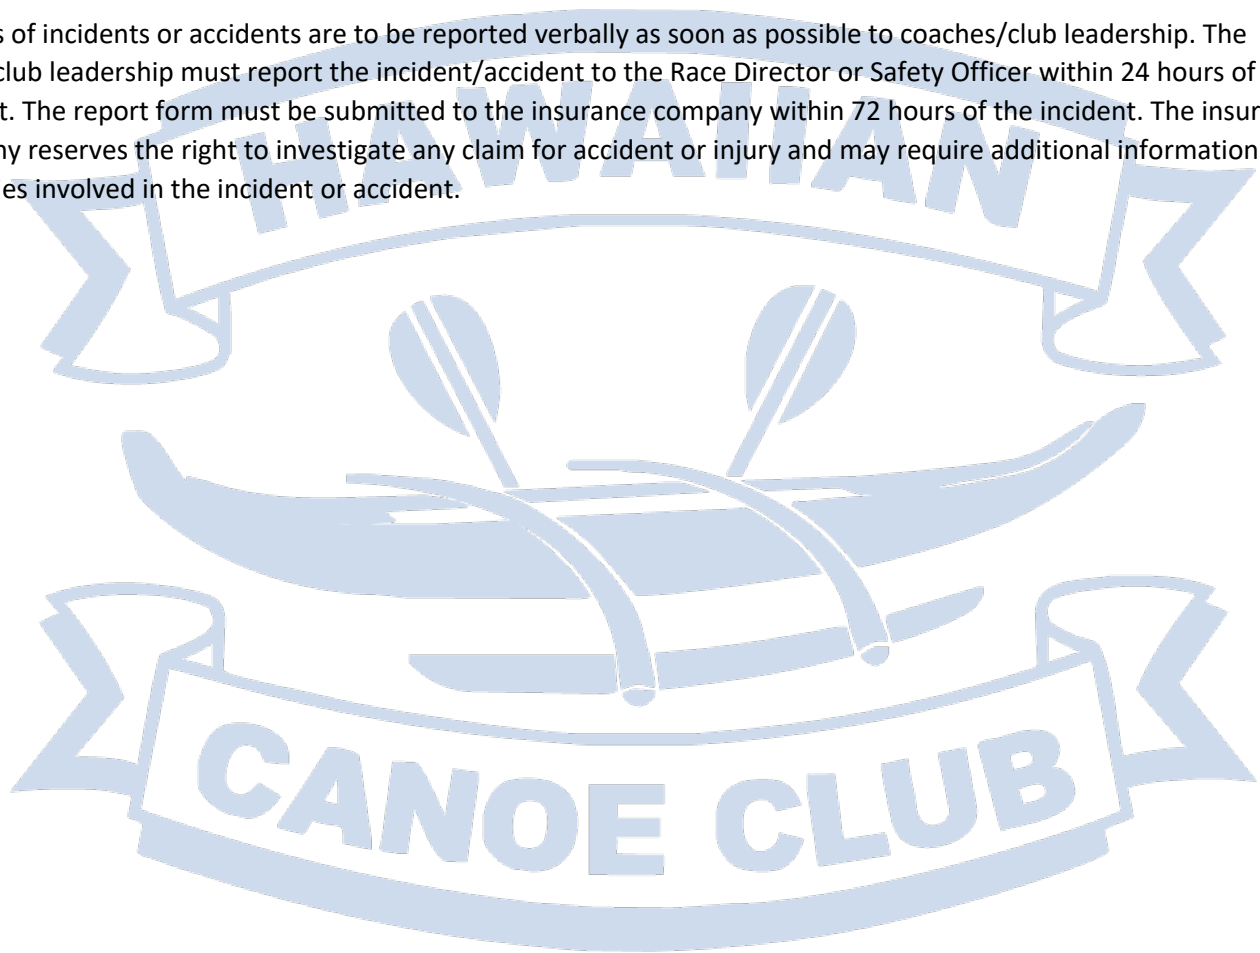 s of incidents or accidents are to be reported verbally as soon as possible to coaches/club leadership. The
club leadership must report the incident/accident to the Race Director or Safety Officer within 24 hours of
t. The report form must be submitted to the insurance company within 72 hours of the incident. The insur
ny reserves the right to investigate any claim for accident or injury and may require additional information
ies involved in the incident or accident.
HAWAIIAN
CANOE CLUB